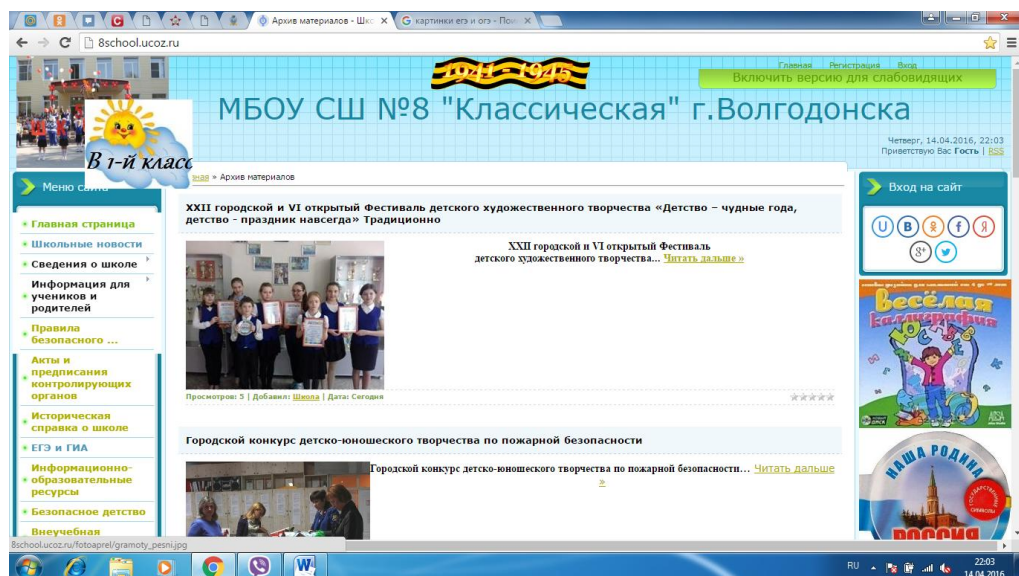 Архив материалов - Шко
картинки егэ и огэ - Пои
8school.ucoz.ru
1941 - 1945
Главная Регистрация Вход
Включить версию для слабовидящих
МБОУ СШ №8 "Классическая" г.Волгодонска
Четверг, 14.04.2016, 22:03
Приветствую Вас Гость | RSS
В 1-й класс
Меню сайта
» Архив материалов
Вход на сайт
Главная страница
Школьные новости
Сведения о школе
Информация для
учеников и
родителей
Правила
безопасного ...
Акты и
предписания
контролирующих
органов
Историческая
справка о школе
ЕГЭ и ГИА
Информационно-
образовательные
ресурсы
Безопасное детство
Внеучебная
XXII городской и VI открытый Фестиваль детского художественного творчества «Детство – чудные года,
детство - праздник навсегда» Традиционно
XXII городской и VI открытый Фестиваль
детского художественного творчества... Читать дальше »
Просмотров: 5 | Добавил: Школа | Дата: Сегодня
Городской конкурс детско-юношеского творчества по пожарной безопасности
Городской конкурс детско-юношеского творчества по пожарной безопасности... Читать дальше
»
Весёлая
каллиграфия
НАША РОДИНА
РОССИЯ
8school.ucoz.ru/fotoaprel/gramoty_pesni.jpg
RU
22:03
14.04.2016